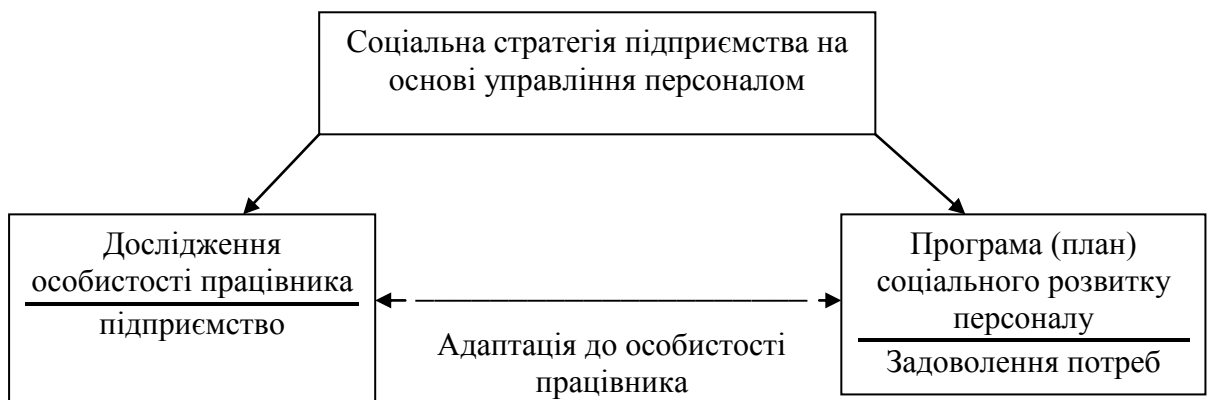 Соціальна стратегія підприємства на
основі управління персоналом
Дослідження
особистості працівника
підприємство
Адаптація до особистості
працівника
Програма (план)
соціального розвитку
персоналу
Задоволення потреб